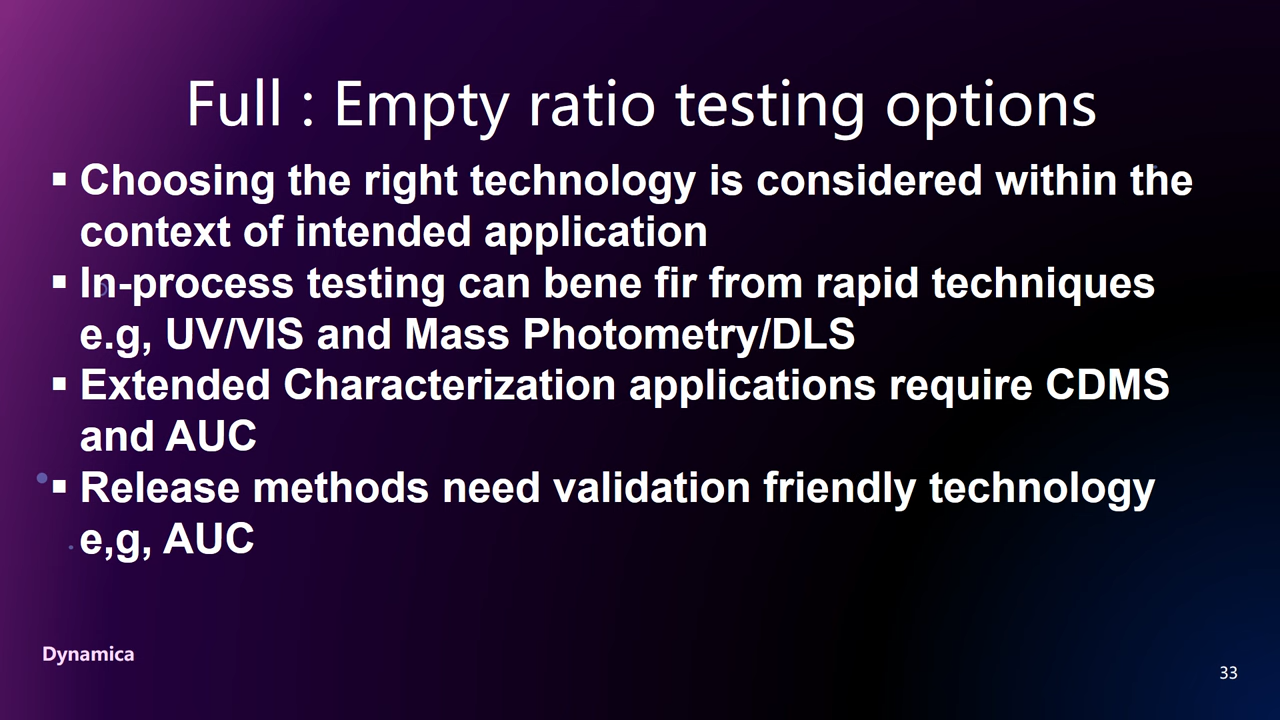 Full : Empty ratio testing options
▪ Choosing the right technology is considered within the
context of intended application
▪ In-process testing can bene fir from rapid techniques
e.g, UV/VIS and Mass Photometry/DLS
▪ Extended Characterization applications require CDMS
and AUC
▪ Release methods need validation friendly technology
e,g, AUC
Dynamica
33